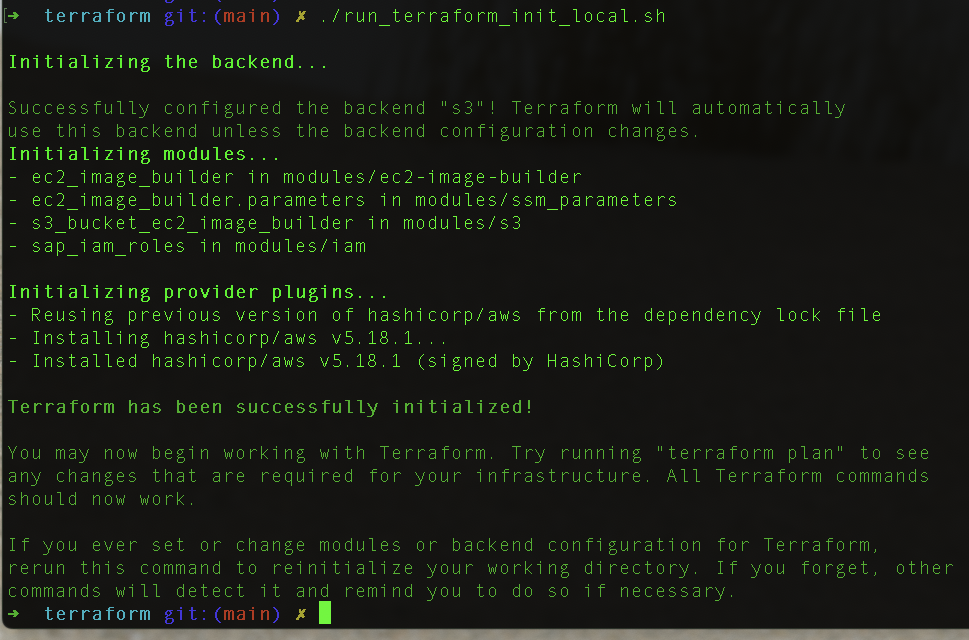 [➜ terraform git:(main) ✗ ./run_terraform_init_local.sh
Initializing the backend...
Successfully configured the backend "s3"! Terraform will automatically
use this backend unless the backend configuration changes.
Initializing modules...
- ec2_image_builder in modules/ec2-image-builder
- ec2_image_builder.parameters in modules/ssm_parameters
- s3_bucket_ec2_image_builder in modules/s3
- sap_iam_roles in modules/iam
Initializing provider plugins...
- Reusing previous version of hashicorp/aws from the dependency lock file
- Installing hashicorp/aws v5.18.1...
- Installed hashicorp/aws v5.18.1 (signed by HashiCorp)
Terraform has been successfully initialized!
You may now begin working with Terraform. Try running "terraform plan" to see
any changes that are required for your infrastructure. All Terraform commands
should now work.
If you ever set or change modules or backend configuration for Terraform,
rerun this command to reinitialize your working directory. If you forget, other
commands will detect it and remind you to do so if necessary.
➜ terraform git:(main) ✗